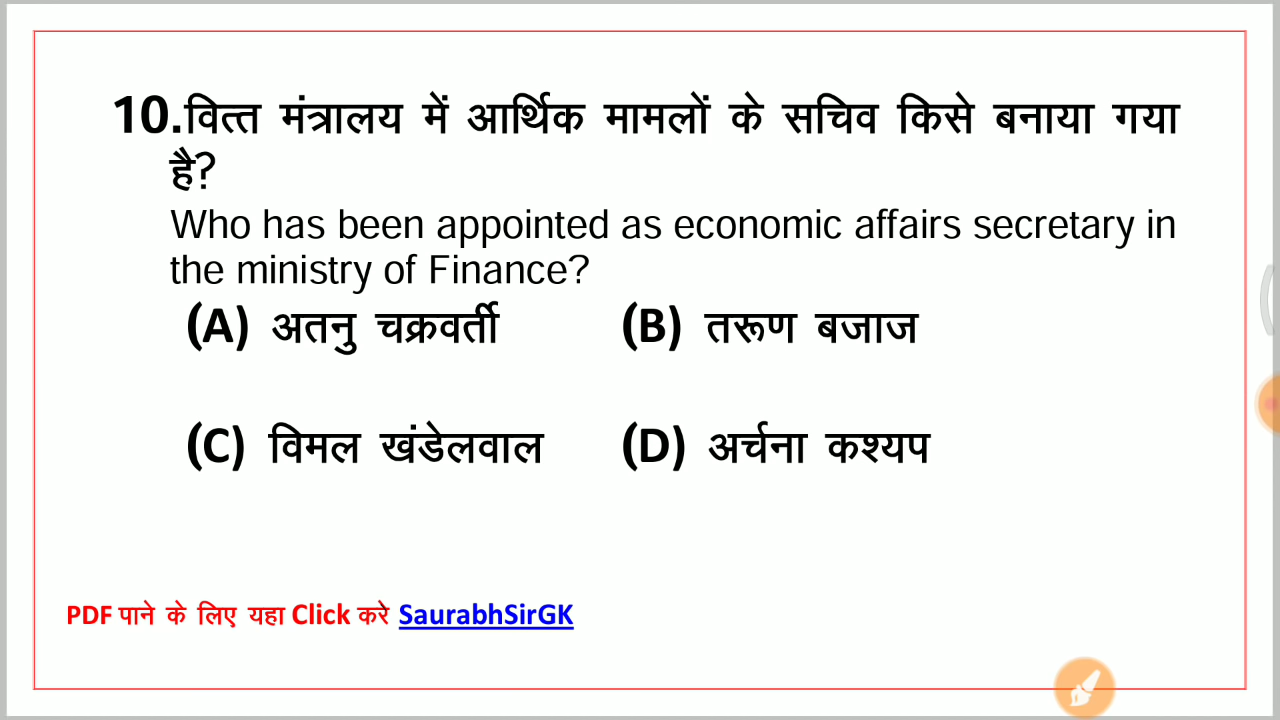 10.वित्त मंत्रालय में आर्थिक मामलों के सचिव किसे बनाया गया
है?
Who has been appointed as economic affairs secretary in
the ministry of Finance?
(A) अतनु चक्रवर्ती (B) तरूण बजाज
(C) विमल खंडेलवाल (D) अर्चना कश्यप
PDF पाने के लिए यहा Click करे SaurabhSirGK